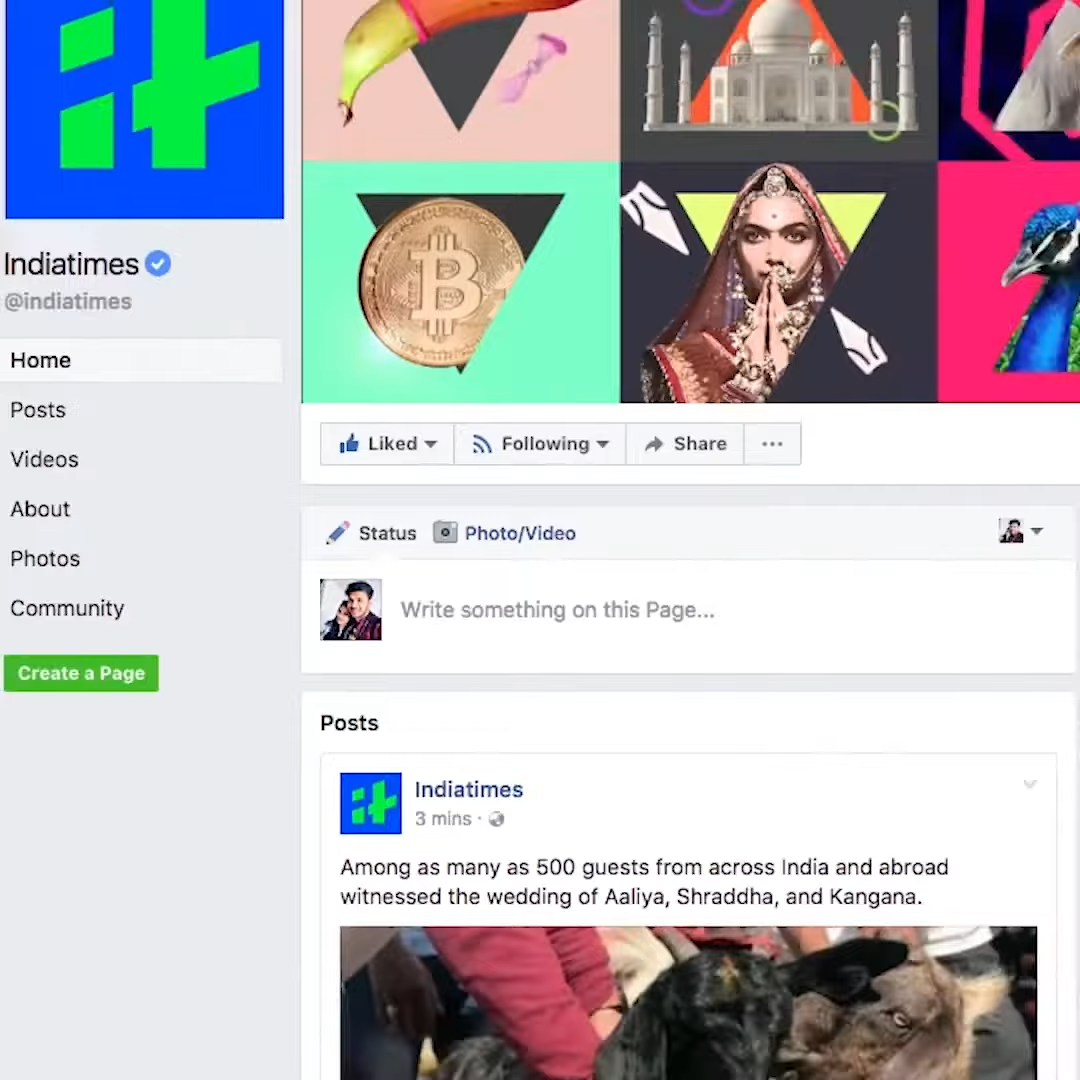 it
Indiatimes
@indiatimes
Home
Posts
Videos
About
Photos
Community
Create a Page
B
Liked
Following
Share
Status
Photo/Video
Write something on this Page...
Posts
it
Indiatimes
3 mins ·
Among as many as 500 guests from across India and abroad
witnessed the wedding of Aaliya, Shraddha, and Kangana.